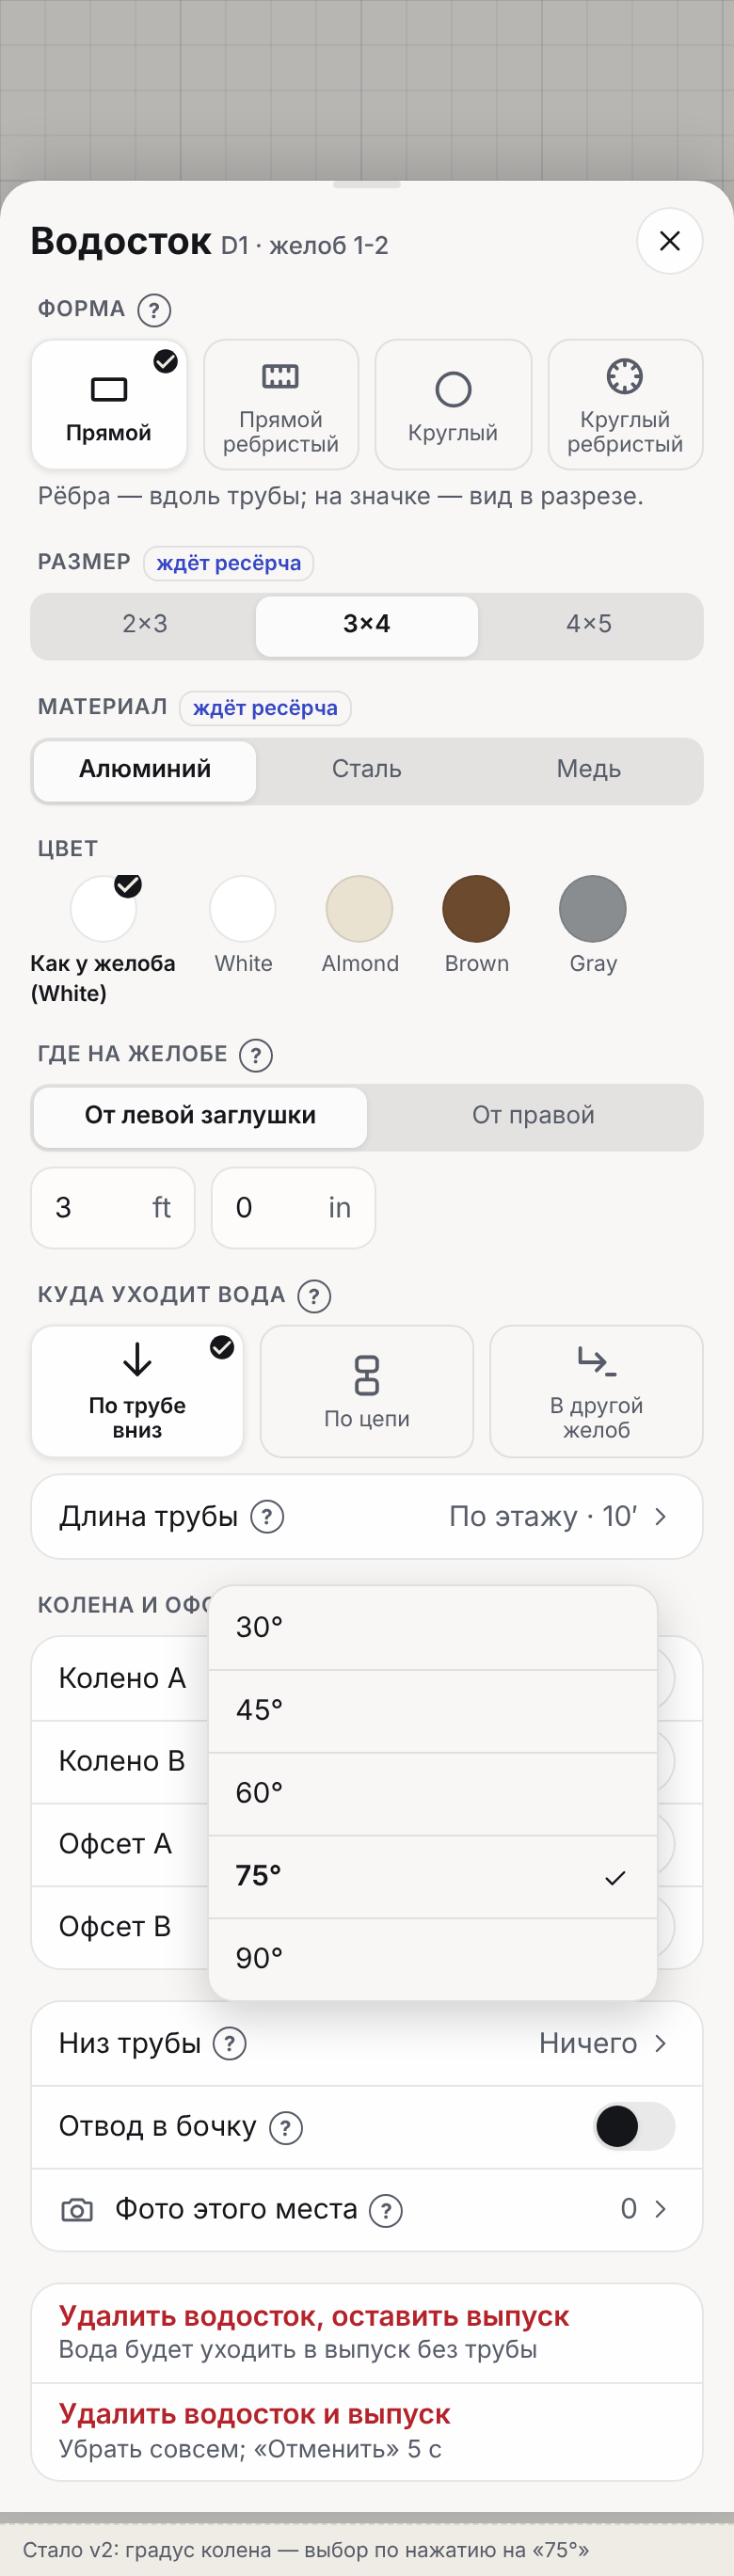 Водосток D1 · желоб 1-2
ФОРМА ?
Прямой
Прямой
ребристый
Круглый
Круглый
ребристый
Рёбра — вдоль трубы; на значке — вид в разрезе.
РАЗМЕР ждёт ресёрча
2×3 3×4 4×5
МАТЕРИАЛ ждёт ресёрча
Алюминий Сталь Медь
ЦВЕТ
Как у желоба
(White)
White
Almond
Brown
Gray
ГДЕ НА ЖЕЛОБЕ ?
От левой заглушки От правой
3 ft 0 in
КУДА УХОДИТ ВОДА ?
По трубе
вниз
По цепи
В другой
желоб
Длина трубы ? По этажу · 10′
КОЛЕНА И
30°
Колено A
45°
Колено B
60°
Офсет A
75°
Офсет B
90°
Низ трубы ? Ничего
Отвод в бочку ?
Фото этого места ? 0
Удалить водосток, оставить выпуск
Вода будет уходить в выпуск без трубы
Удалить водосток и выпуск
Убрать совсем; «Отменить» 5 с
Стало v2: градус колена — выбор по нажатию на «75°»